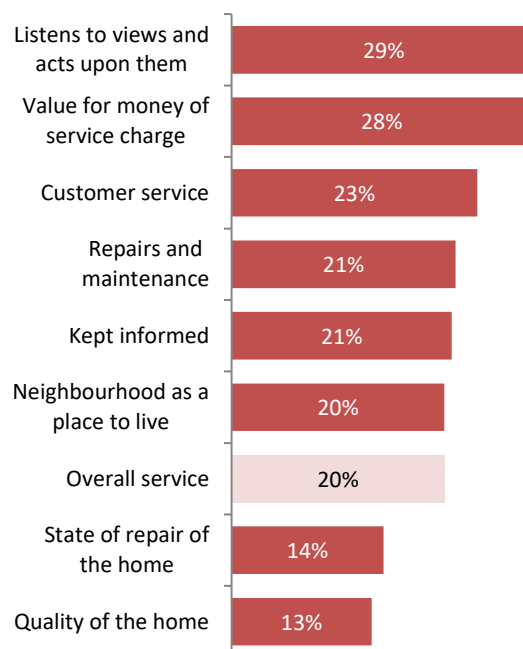 Listens to views and
acts upon them
29%
Value for money of
service charge
28%
Customer service
23%
Repairs and
maintenance
21%
Kept informed
21%
Neighbourhood as a
place to live
20%
Overall service
20%
State of repair of
the home
14%
Quality of the home
13%